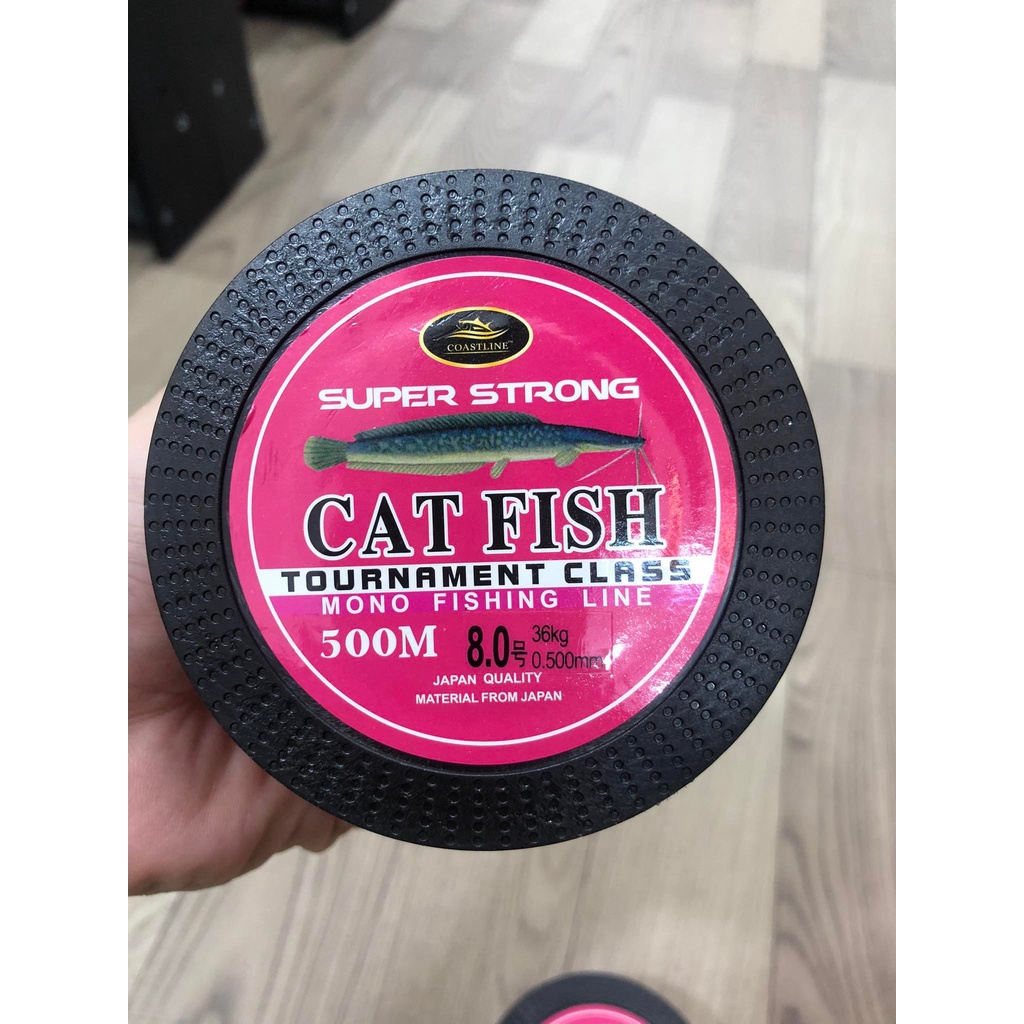 COASTLINE™
SUPER STRONG
CAT FISH
TOURNAMENT CLASS
MONO FISHING LINE
500M 8.0号 36kg
0.500mm
JAPAN QUALITY
MATERIAL FROM JAPAN